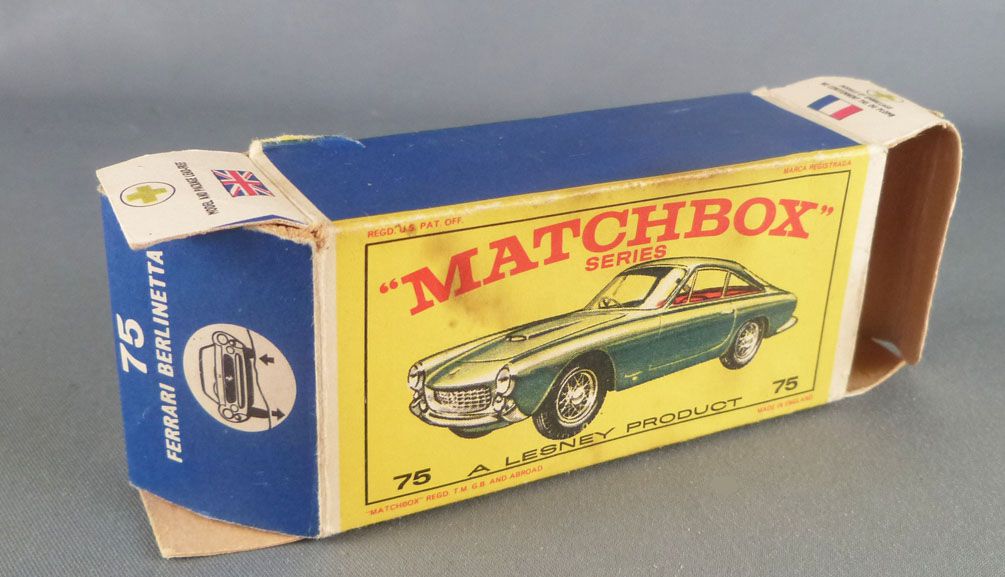 REGD. U.S. PAT. OFF.
MARCA REGISTRADA
"MATCHBOX"
SERIES
75
A LESNEY PRODUCT
75
MADE IN ENGLAND
"MATCHBOX" REGD. T.M. G.B. AND ABROAD
75
FERRARI BERLINETTA